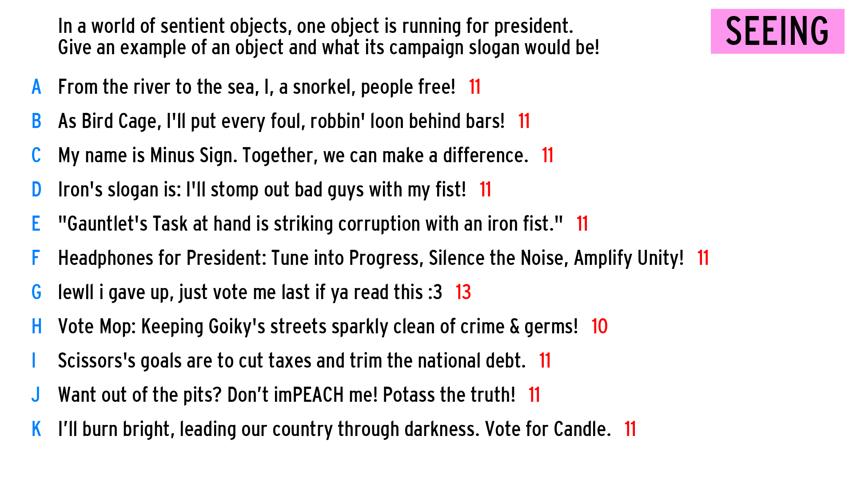 In a world of sentient objects, one object is running for president.
Give an example of an object and what its campaign slogan would be!
SEEING
A From the river to the sea, I, a snorkel, people free! 11
B As Bird Cage, I'll put every foul, robbin' loon behind bars! 11
C My name is Minus Sign. Together, we can make a difference. 11
D Iron's slogan is: I'll stomp out bad guys with my fist! 11
E "Gauntlet's Task at hand is striking corruption with an iron fist." 11
F Headphones for President: Tune into Progress, Silence the Noise, Amplify Unity! 11
G lewll i gave up, just vote me last if ya read this :3 13
H Vote Mop: Keeping Goiky's streets sparkly clean of crime & germs! 10
I Scissors's goals are to cut taxes and trim the national debt. 11
J Want out of the pits? Don’t imPEACH me! Potass the truth! 11
K I’ll burn bright, leading our country through darkness. Vote for Candle. 11